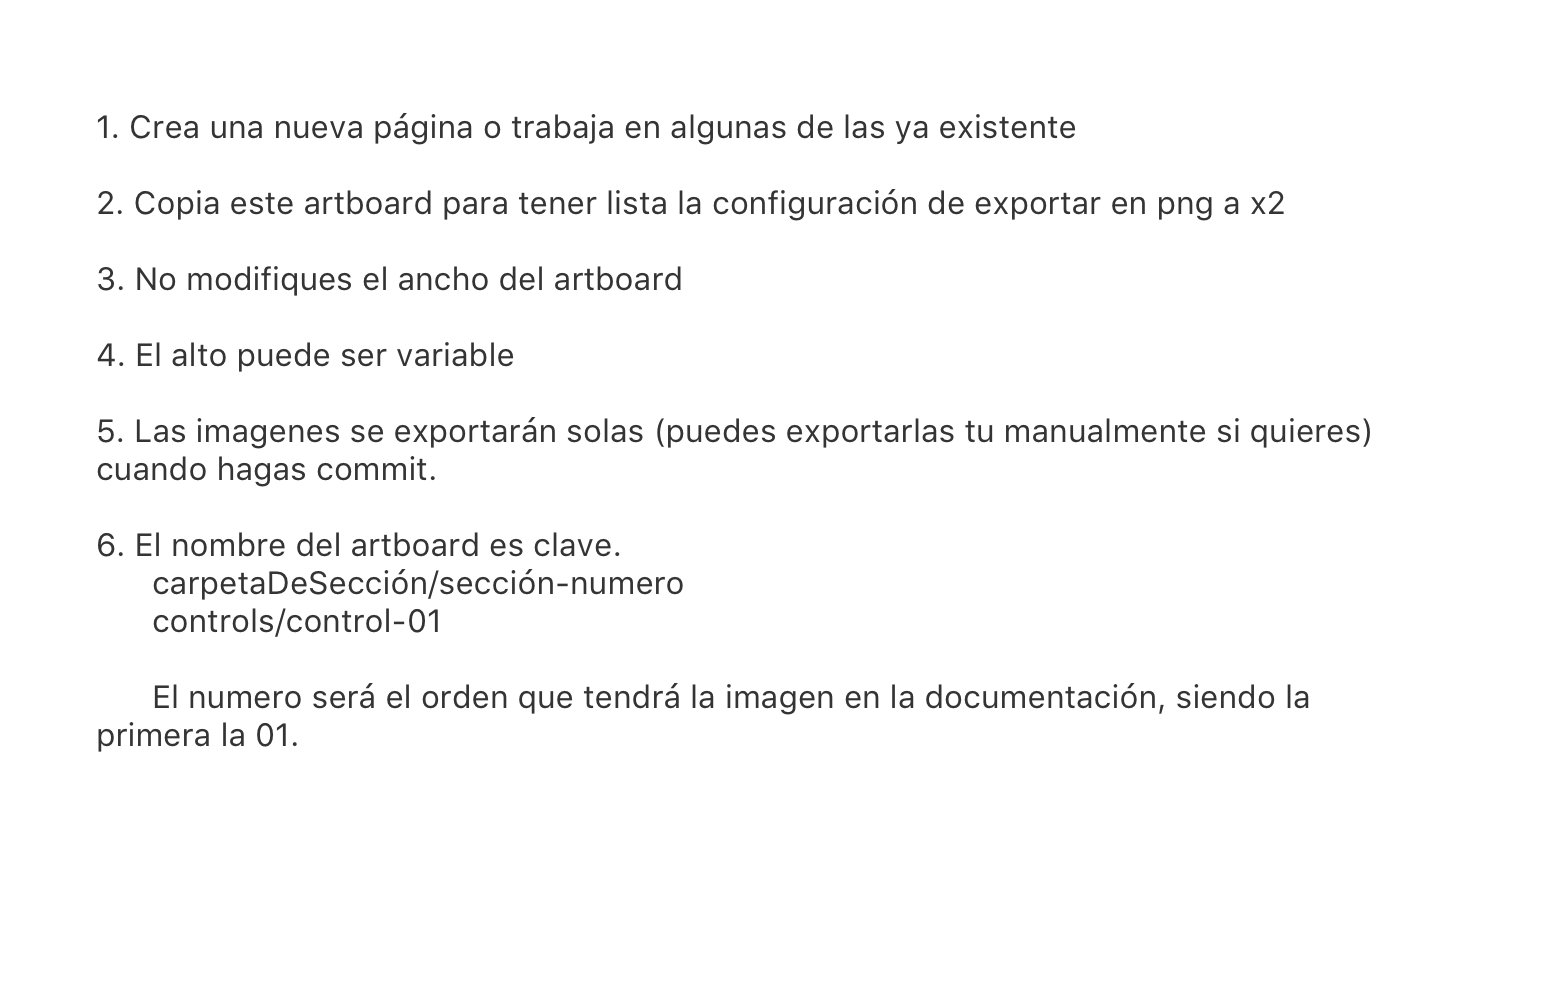 1. Crea una nueva página o trabaja en algunas de las ya existente
2. Copia este artboard para tener lista la configuración de exportar en png a x2
3. No modifiques el ancho del artboard
4. El alto puede ser variable
5. Las imagenes se exportarán solas (puedes exportarlas tu manualmente si quieres)
cuando hagas commit.
6. El nombre del artboard es clave.
carpetaDeSección/sección-numero
controls/control-01
El numero será el orden que tendrá la imagen en la documentación, siendo la
primera la 01.